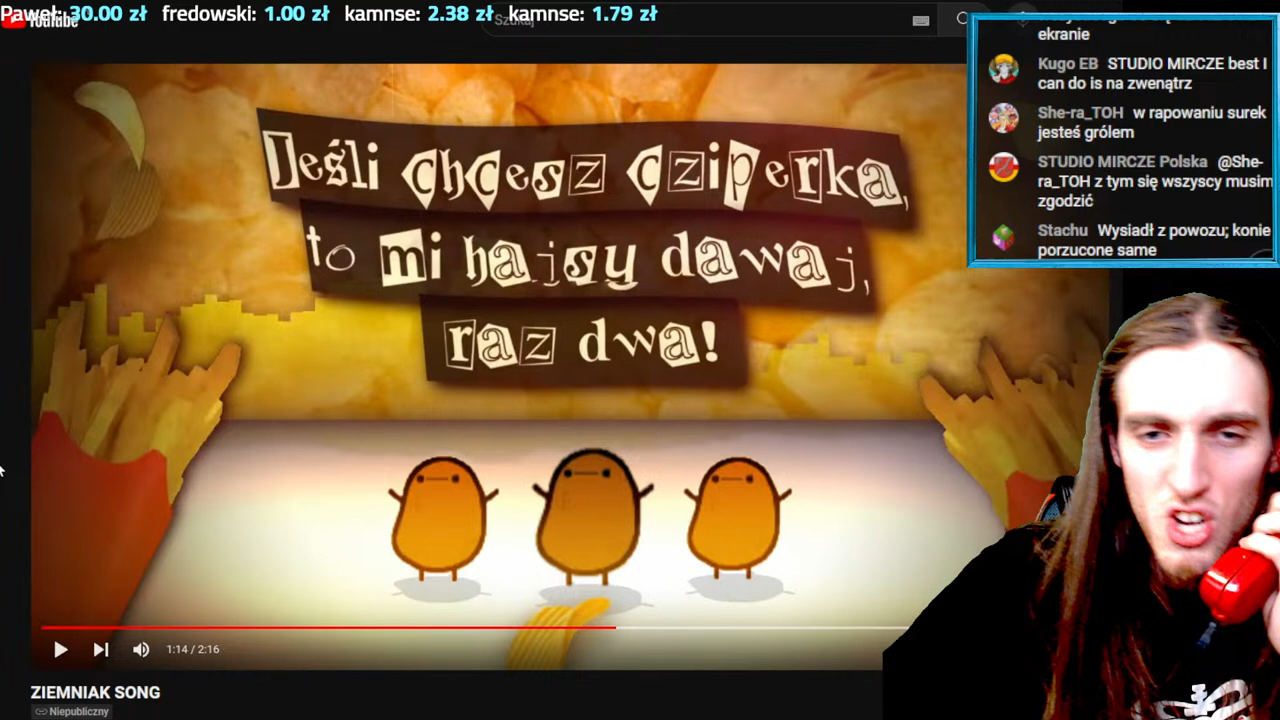 Paweł: 30.00 zł fredowski: 1.00 zł kamnse: 2.38 zł kamnse: 1.79 zł
YouTube
Szukaj
ekranie
Kugo EB STUDIO MIRCZE best I
can do is na zwenątrz
She-ra_TOH w rapowaniu surek
jesteś grólem
STUDIO MIRCZE Polska @She-
ra_TOH z tym się wszyscy musim
zgodzić
Stachu Wysiadł z powozu; konie
porzucone same
Jeśli chcesz cziperka,
to mi hajsy dawaj,
raz dwa!
1:14 / 2:16
ZIEMNIAK SONG
Niepubliczny